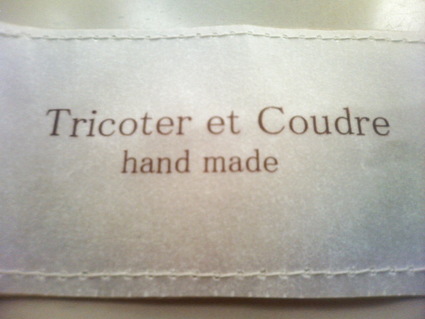 Tricoter et Coudre
hand made